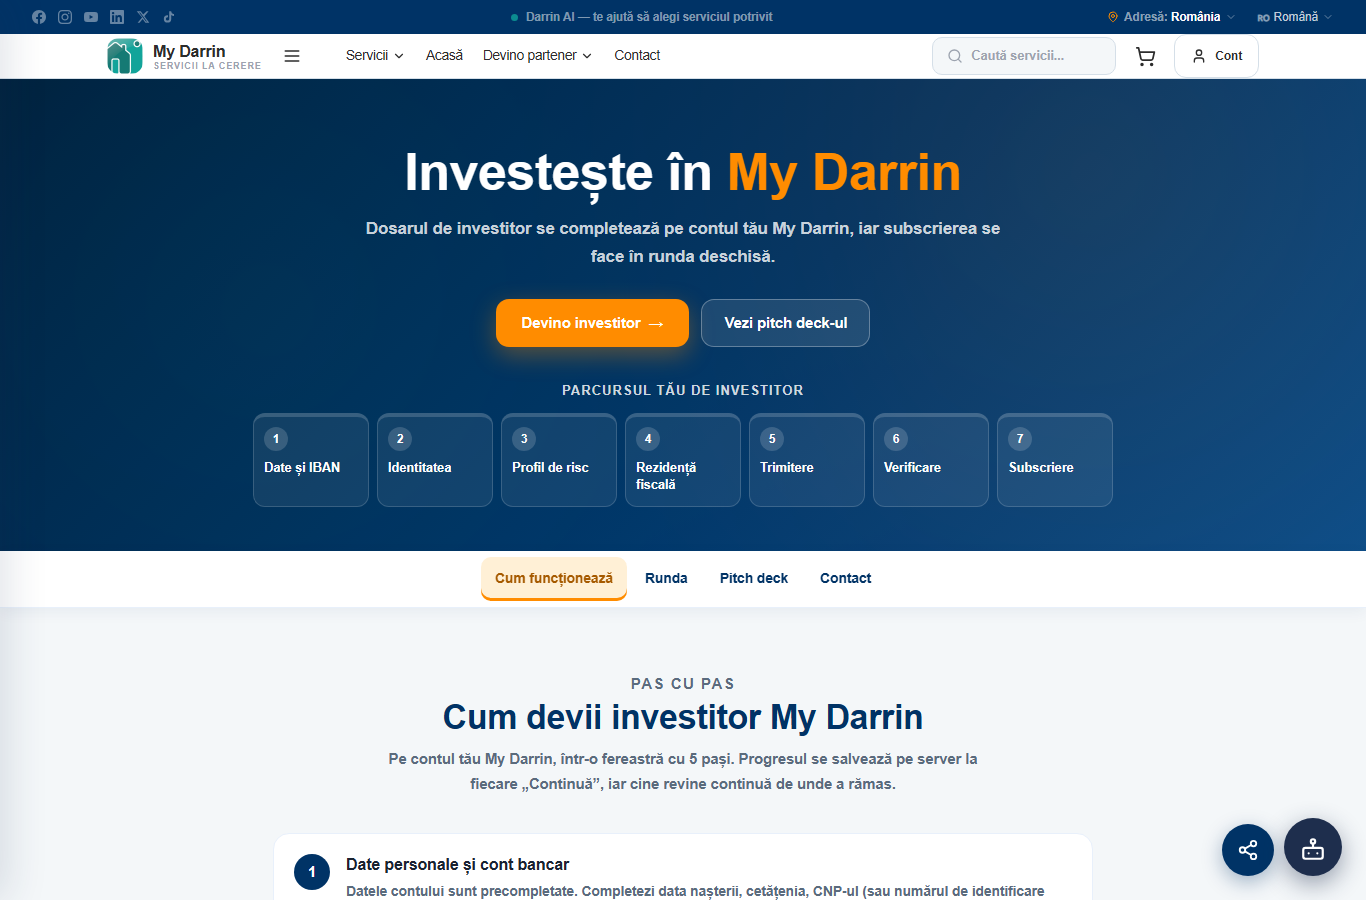 Darrin AI — te ajută să alegi serviciul potrivit
Adresă: România
RO Română
My Darrin
SERVICII LA CERERE
Servicii
Acasă
Devino partener
Contact
Caută servicii...
Cont
Investește în My Darrin
Dosarul de investitor se completează pe contul tău My Darrin, iar subscrierea se
face în runda deschisă.
Devino investitor →
Vezi pitch deck-ul
PARCURSUL TĂU DE INVESTITOR
1
Date și IBAN
2
Identitatea
3
Profil de risc
4
Rezidență
fiscală
5
Trimitere
6
Verificare
7
Subscriere
Cum funcționează
Runda
Pitch deck
Contact
PAS CU PAS
Cum devii investitor My Darrin
Pe contul tău My Darrin, într-o fereastră cu 5 pași. Progresul se salvează pe server la
fiecare „Continuă”, iar cine revine continuă de unde a rămas.
1
Date personale și cont bancar
Datele contului sunt precompletate. Completezi data nașterii, cetățenia, CNP-ul (sau numărul de identificare